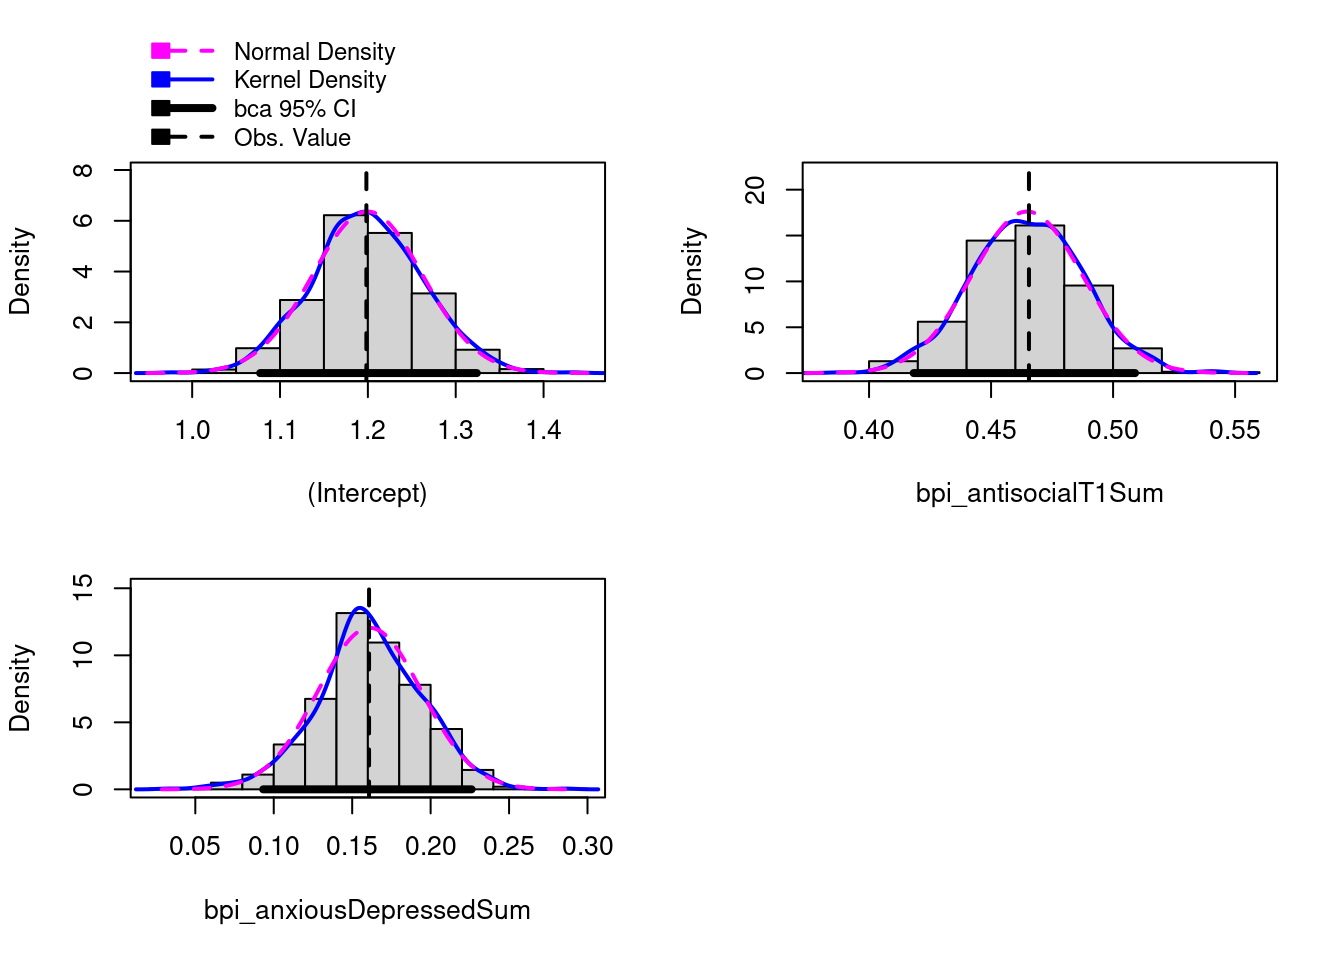 Normal Density
Kernel Density
bca 95% CI
Obs. Value
Density
0 2 4 6 8
1.0 1.1 1.2 1.3 1.4
(Intercept)
Density
0 5 10 20
0.40 0.45 0.50 0.55
bpi_antisocialT1Sum
Density
0 5 10 15
0.05 0.10 0.15 0.20 0.25 0.30
bpi_anxiousDepressedSum